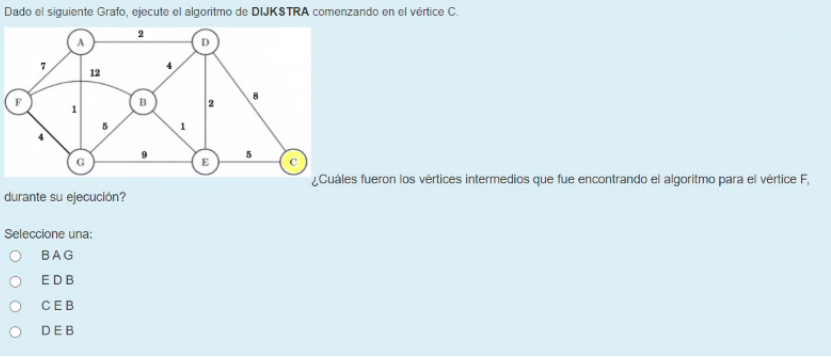 Dado el siguiente Grafo, ejecute el algoritmo de DIJKSTRA comenzando en el vértice C.
2
A
D
7
4
12
F
B
8
1
2
5
1
4
9
5
G
E
C
¿Cuáles fueron los vértices intermedios que fue encontrando el algoritmo para el vértice F,
durante su ejecución?
Seleccione una:
B A G
E D B
C E B
D E B